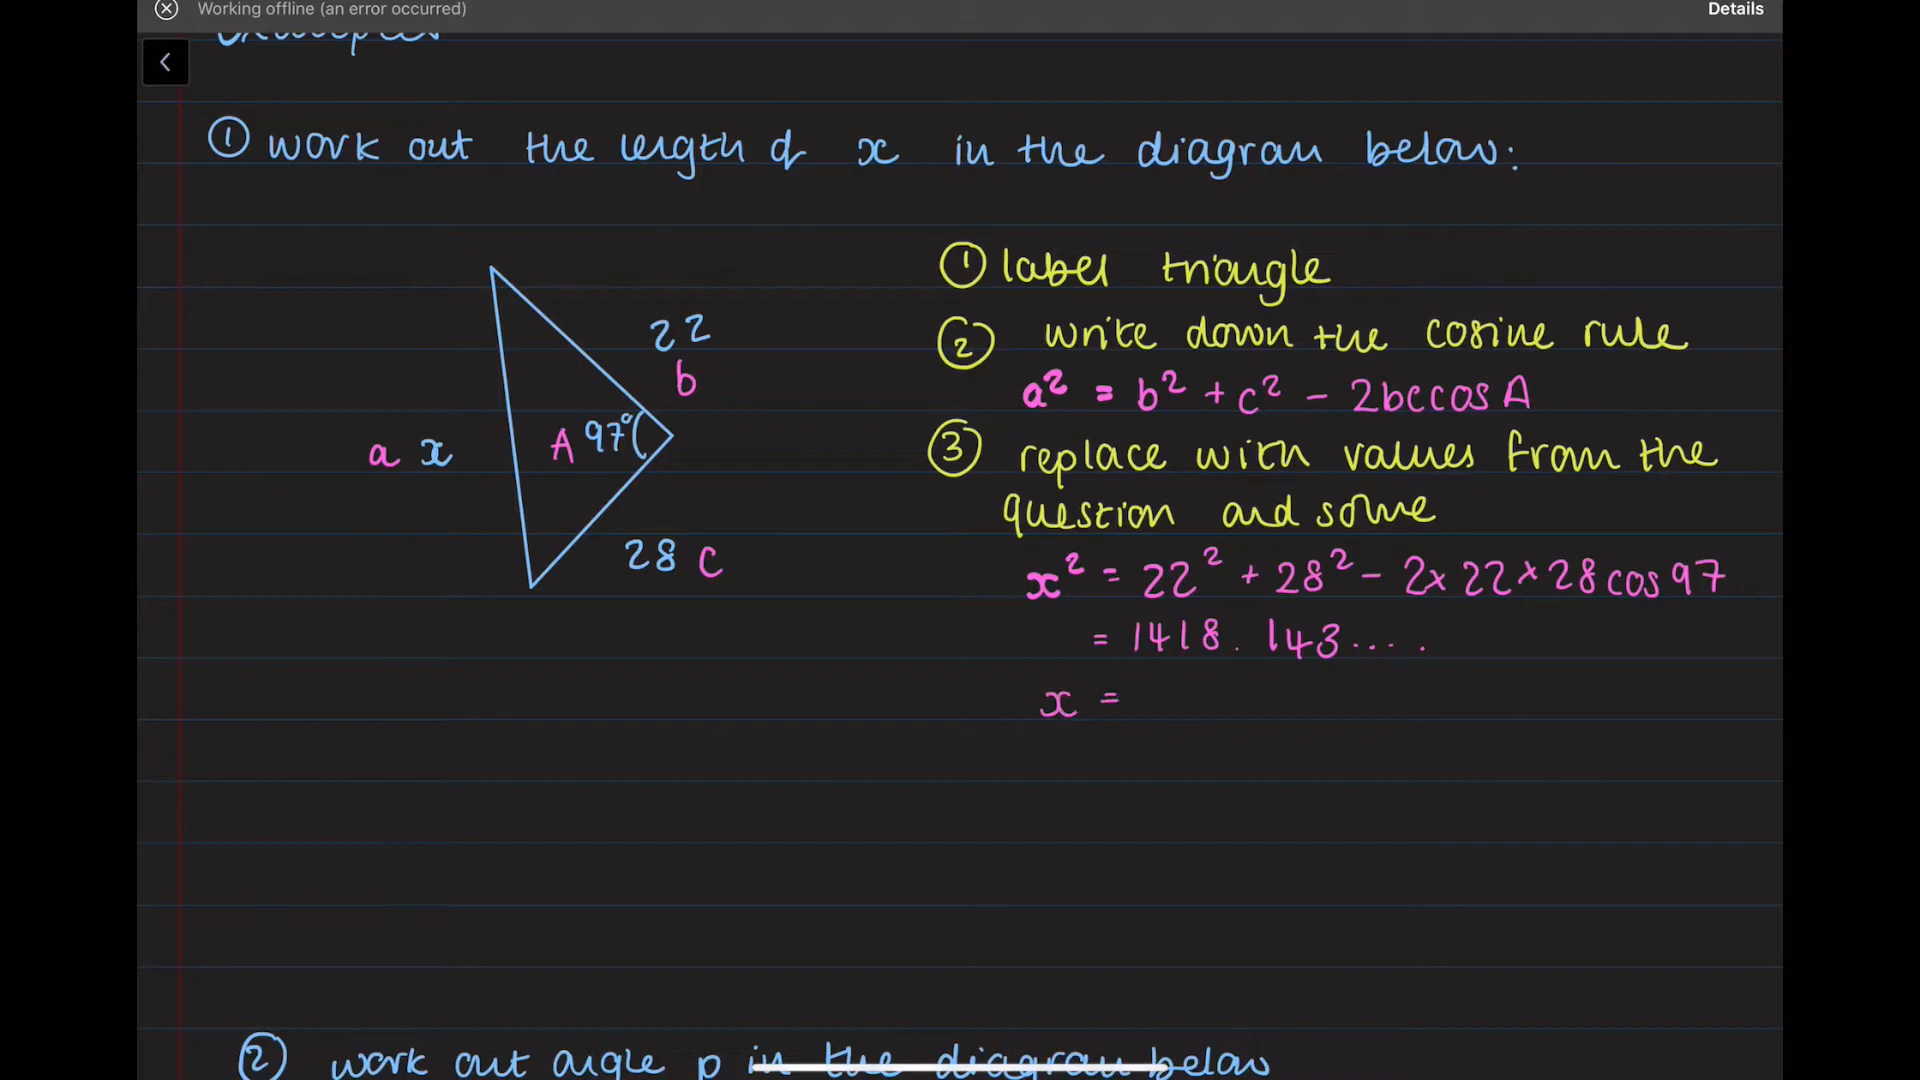 Working offline (an error occurred)
Details
examples
① work out the length of x in the diagram below:
22
b
A 97°
a x
28 c
① label triangle
② write down the cosine rule
a² = b² + c² - 2bccosA
③ replace with values from the
question and solve
x² = 22² + 28² - 2x 22 x 28 cos 97
= 1418.143.....
x =
② work out angle p in the diagram below